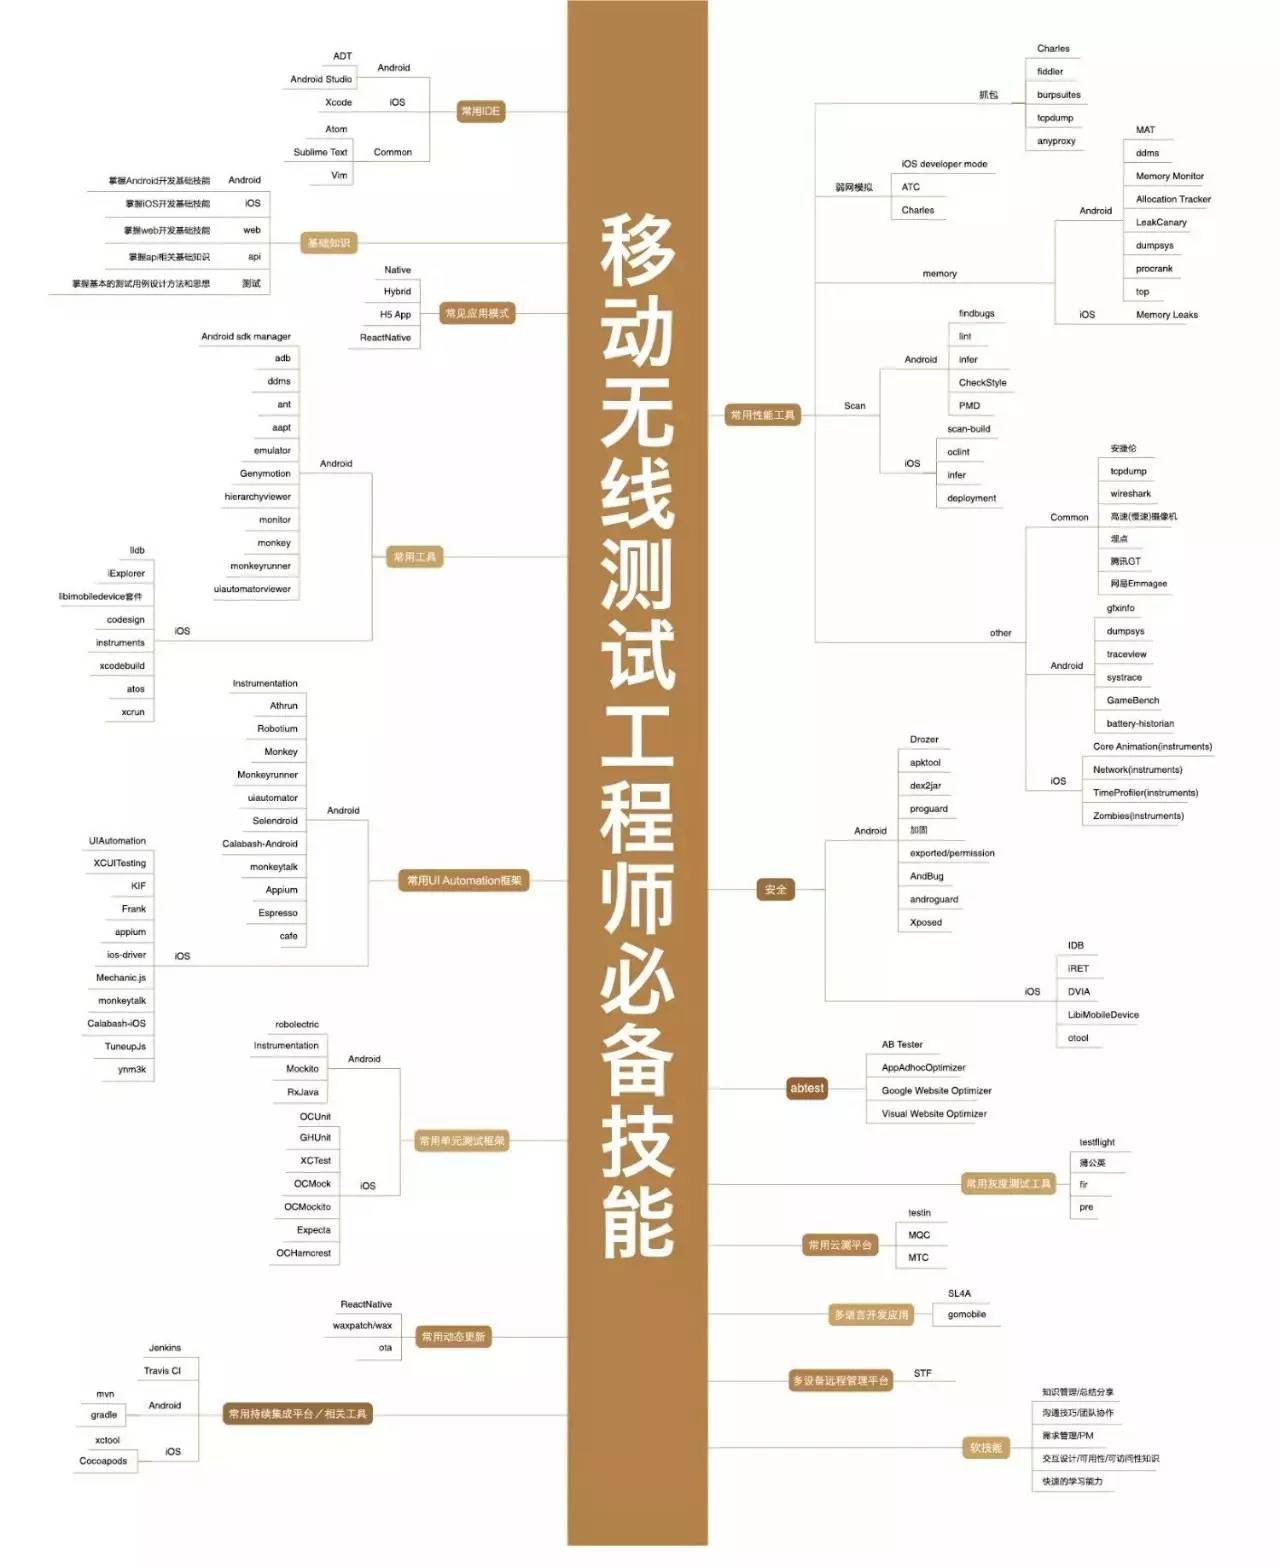 移动无线测试工程师必备技能
常用IDE
Android
ADT
Android Studio
iOS
Xcode
Common
Atom
Sublime Text
Vim
基础知识
Android
掌握Android开发基础技能
iOS
掌握iOS开发基础技能
web
掌握web开发基础技能
api
掌握api相关基础知识
测试
掌握基本的测试用例设计方法和思想
常见应用模式
Native
Hybrid
H5 App
ReactNative
常用工具
Android
Android sdk manager
adb
ddms
ant
aapt
emulator
Genymotion
hierarchyviewer
monitor
monkey
monkeyrunner
uiautomatorviewer
iOS
lldb
iExplorer
libimobiledevice套件
codesign
instruments
xcodebuild
atos
xcrun
常用UI Automation框架
Android
Instrumentation
Athrun
Robotium
Monkey
Monkeyrunner
uiautomator
Selendroid
Calabash-Android
monkeytalk
Appium
Espresso
cafe
iOS
UIAutomation
XCUITesting
KIF
Frank
appium
ios-driver
Mechanic.js
monkeytalk
Calabash-iOS
TuneupJs
ynm3k
常用单元测试框架
Android
robolectric
Instrumentation
Mockito
RxJava
iOS
OCUnit
GHUnit
XCTest
OCMock
OCMockito
Expecta
OCHamcrest
常用动态更新
ReactNative
waxpatch/wax
ota
常用持续集成平台／相关工具
Jenkins
Travis CI
Android
mvn
gradle
iOS
xctool
Cocoapods
常用性能工具
抓包
Charles
fiddler
burpsuites
tcpdump
anyproxy
弱网模拟
iOS developer mode
ATC
Charles
memory
Android
MAT
ddms
Memory Monitor
Allocation Tracker
LeakCanary
dumpsys
procrank
top
iOS
Memory Leaks
Scan
Android
findbugs
lint
infer
CheckStyle
PMD
iOS
scan-build
oclint
infer
deployment
other
Common
安捷伦
tcpdump
wireshark
高速(慢速)摄像机
埋点
腾讯GT
网易Emmagee
Android
gfxinfo
dumpsys
traceview
systrace
GameBench
battery-historian
iOS
Core Animation(instruments)
Network(instruments)
TimeProfiler(instruments)
Zombies(instruments)
安全
Android
Drozer
apktool
dex2jar
proguard
加固
exported/permission
AndBug
androguard
Xposed
iOS
IDB
iRET
DVIA
LibiMobileDevice
otool
abtest
AB Tester
AppAdhocOptimizer
Google Website Optimizer
Visual Website Optimizer
常用灰度测试工具
testflight
蒲公英
fir
pre
常用云测平台
testin
MQC
MTC
多语言开发应用
SL4A
gomobile
多设备远程管理平台
STF
软技能
知识管理/总结分享
沟通技巧/团队协作
需求管理/PM
交互设计/可用性/可访问性知识
快速的学习能力